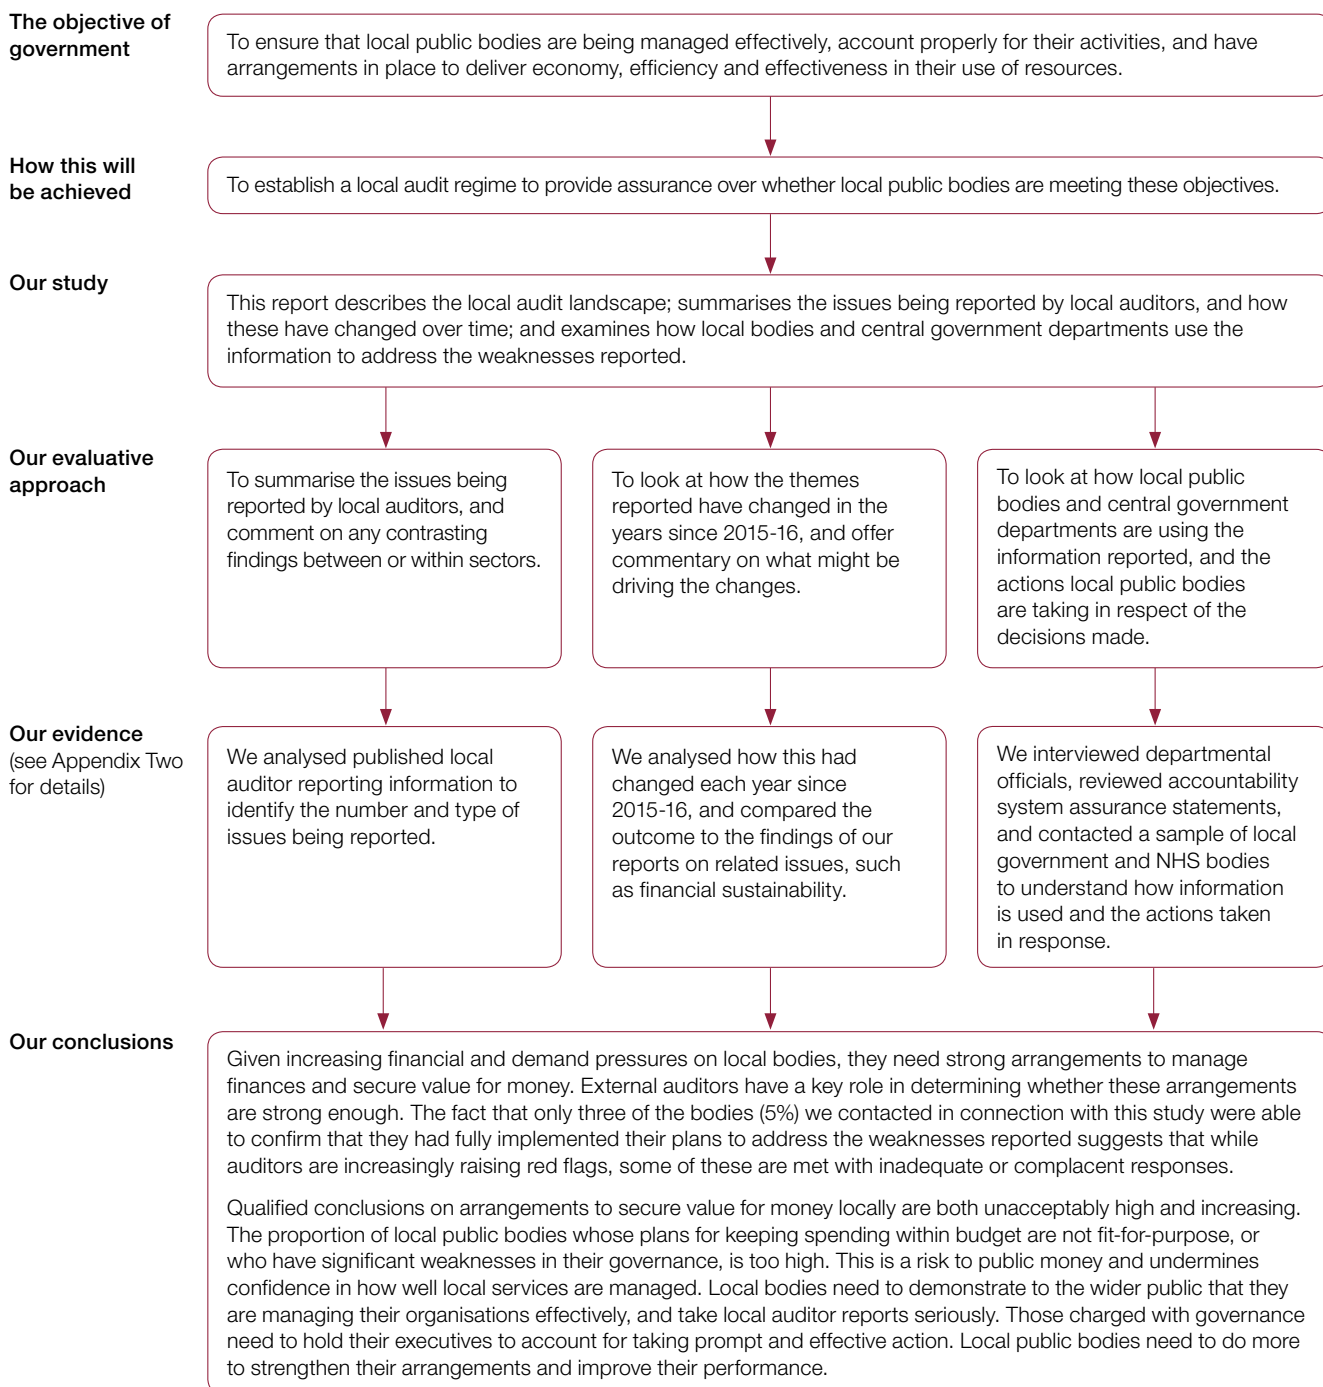 The objective of
government
To ensure that local public bodies are being managed effectively, account properly for their activities, and have
arrangements in place to deliver economy, efficiency and effectiveness in their use of resources.
How this will
be achieved
To establish a local audit regime to provide assurance over whether local public bodies are meeting these objectives.
Our study
This report describes the local audit landscape; summarises the issues being reported by local auditors, and how
these have changed over time; and examines how local bodies and central government departments use the
information to address the weaknesses reported.
Our evaluative
approach
To summarise the issues being
reported by local auditors, and
comment on any contrasting
findings between or within sectors.
To look at how the themes
reported have changed in the
years since 2015-16, and offer
commentary on what might be
driving the changes.
To look at how local public
bodies and central government
departments are using the
information reported, and the
actions local public bodies
are taking in respect of the
decisions made.
Our evidence
(see Appendix Two
for details)
We analysed published local
auditor reporting information to
identify the number and type of
issues being reported.
We analysed how this had
changed each year since
2015-16, and compared the
outcome to the findings of our
reports on related issues, such
as financial sustainability.
We interviewed departmental
officials, reviewed accountability
system assurance statements,
and contacted a sample of local
government and NHS bodies
to understand how information
is used and the actions taken
in response.
Our conclusions
Given increasing financial and demand pressures on local bodies, they need strong arrangements to manage
finances and secure value for money. External auditors have a key role in determining whether these arrangements
are strong enough. The fact that only three of the bodies (5%) we contacted in connection with this study were able
to confirm that they had fully implemented their plans to address the weaknesses reported suggests that while
auditors are increasingly raising red flags, some of these are met with inadequate or complacent responses.
Qualified conclusions on arrangements to secure value for money locally are both unacceptably high and increasing.
The proportion of local public bodies whose plans for keeping spending within budget are not fit-for-purpose, or
who have significant weaknesses in their governance, is too high. This is a risk to public money and undermines
confidence in how well local services are managed. Local bodies need to demonstrate to the wider public that they
are managing their organisations effectively, and take local auditor reports seriously. Those charged with governance
need to hold their executives to account for taking prompt and effective action. Local public bodies need to do more
to strengthen their arrangements and improve their performance.